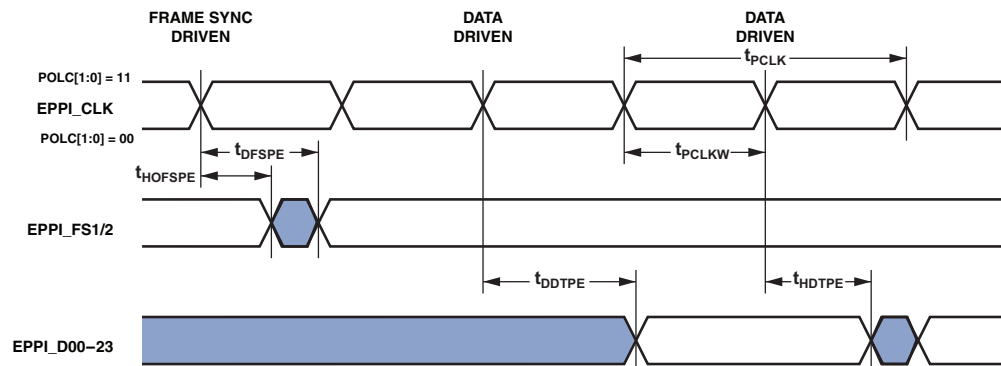 FRAME SYNC
DRIVEN
DATA
DRIVEN
DATA
DRIVEN
tPCLK
POLC[1:0] = 11
EPPI_CLK
POLC[1:0] = 00
tDFSPE
tPCLKW
tHOFSPE
EPPI_FS1/2
tDDTPE
tHDTPE
EPPI_D00–23